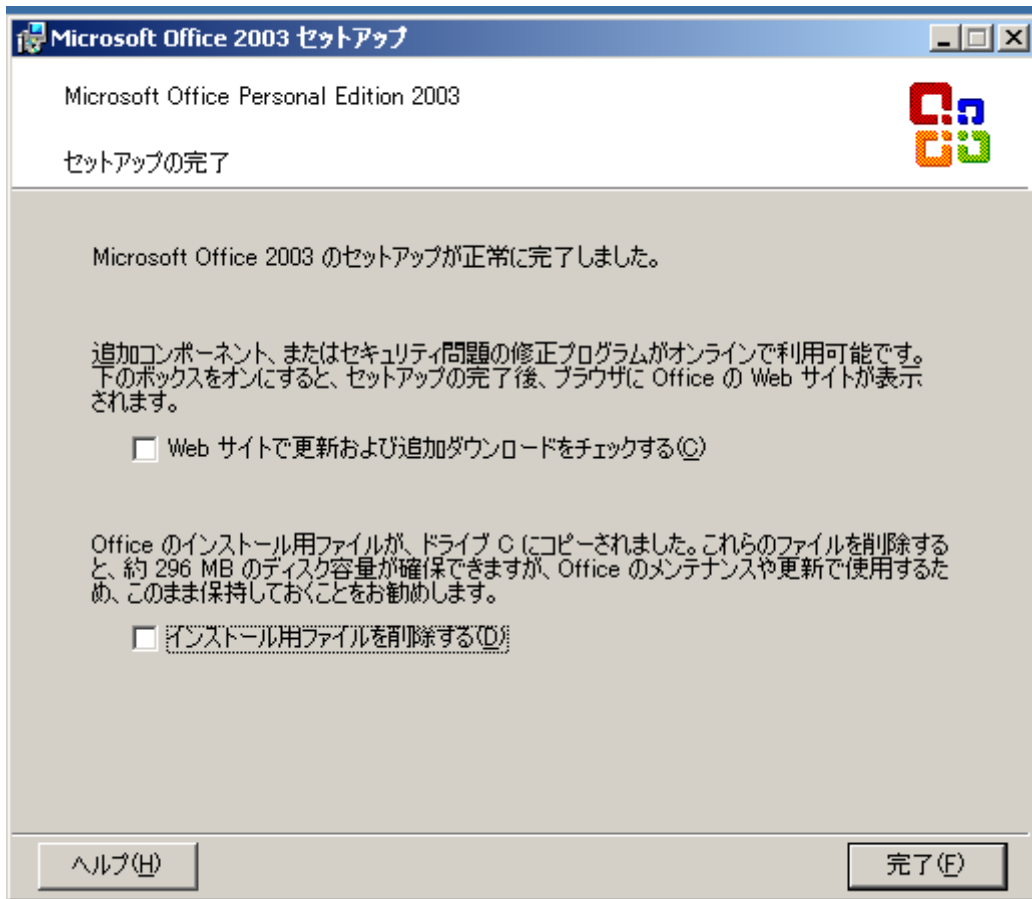 Microsoft Office 2003 セットアップ
Microsoft Office Personal Edition 2003
セットアップの完了
Microsoft Office 2003 のセットアップが正常に完了しました。
追加コンポーネント、またはセキュリティ問題の修正プログラムがオンラインで利用可能です。
下のボックスをオンにすると、セットアップの完了後、ブラウザに Office の Web サイトが表示
されます。
Web サイトで更新および追加ダウンロードをチェックする(C)
Office のインストール用ファイルが、ドライブ C にコピーされました。これらのファイルを削除する
と、約 296 MB のディスク容量が確保できますが、Office のメンテナンスや更新で使用するた
め、このまま保持しておくことをお勧めします。
インストール用ファイルを削除する(D)
ヘルプ(H)
完了(F)